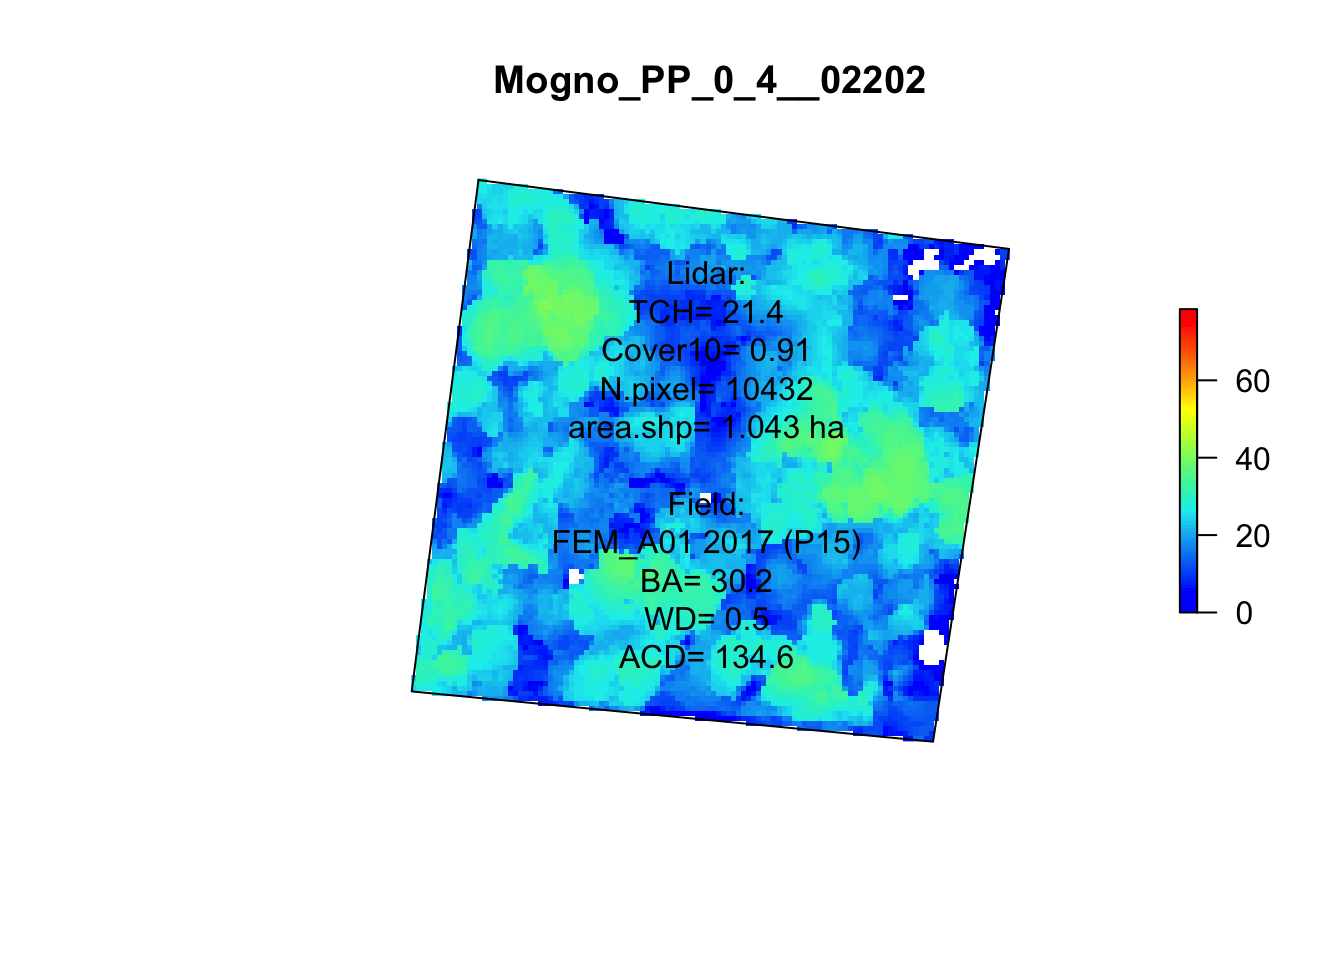 Mogno_PP_0_4__02202
Lidar:
TCH= 21.4
Cover10= 0.91
N.pixel= 10432
area.shp= 1.043 ha
Field:
FEM_A01 2017 (P15)
BA= 30.2
WD= 0.5
ACD= 134.6
60
40
20
0